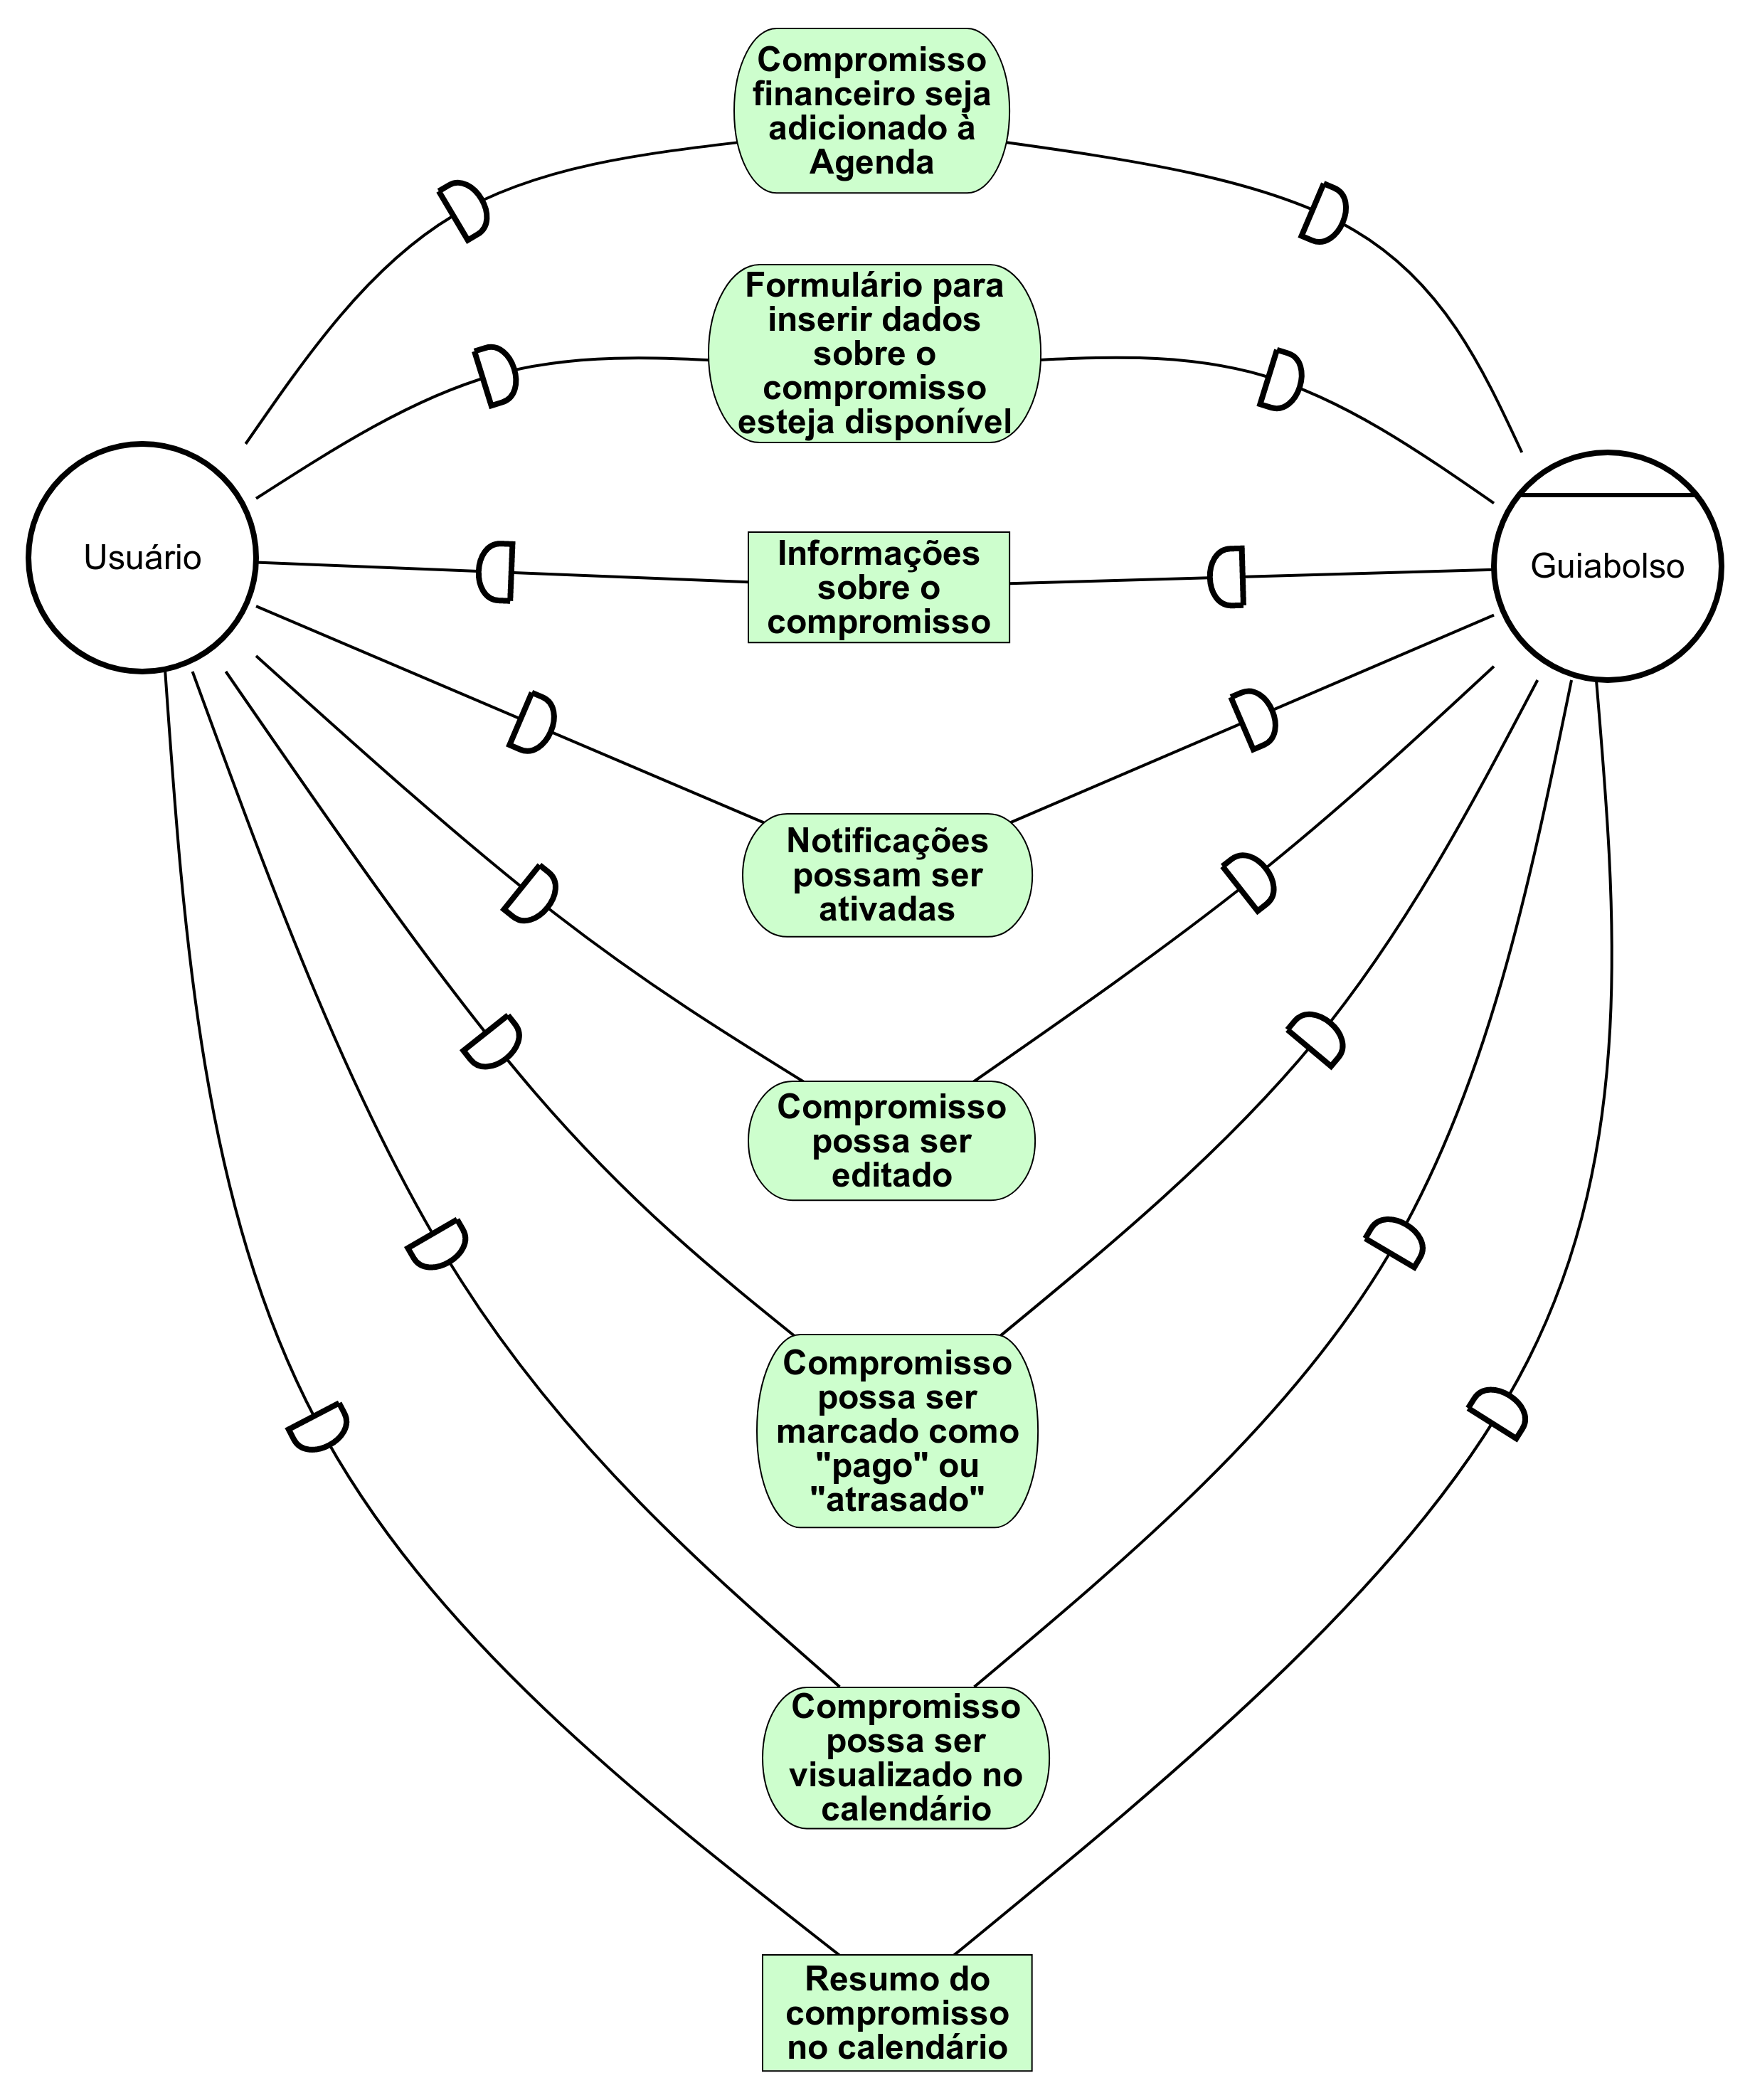 Compromisso
financeiro seja
adicionado à
Agenda
Formulário para
inserir dados
sobre o
compromisso
esteja disponível
Usuário
Guiabolso
Informações
sobre o
compromisso
Notificações
possam ser
ativadas
Compromisso
possa ser
editado
Compromisso
possa ser
marcado como
"pago" ou
"atrasado"
Compromisso
possa ser
visualizado no
calendário
Resumo do
compromisso
no calendário